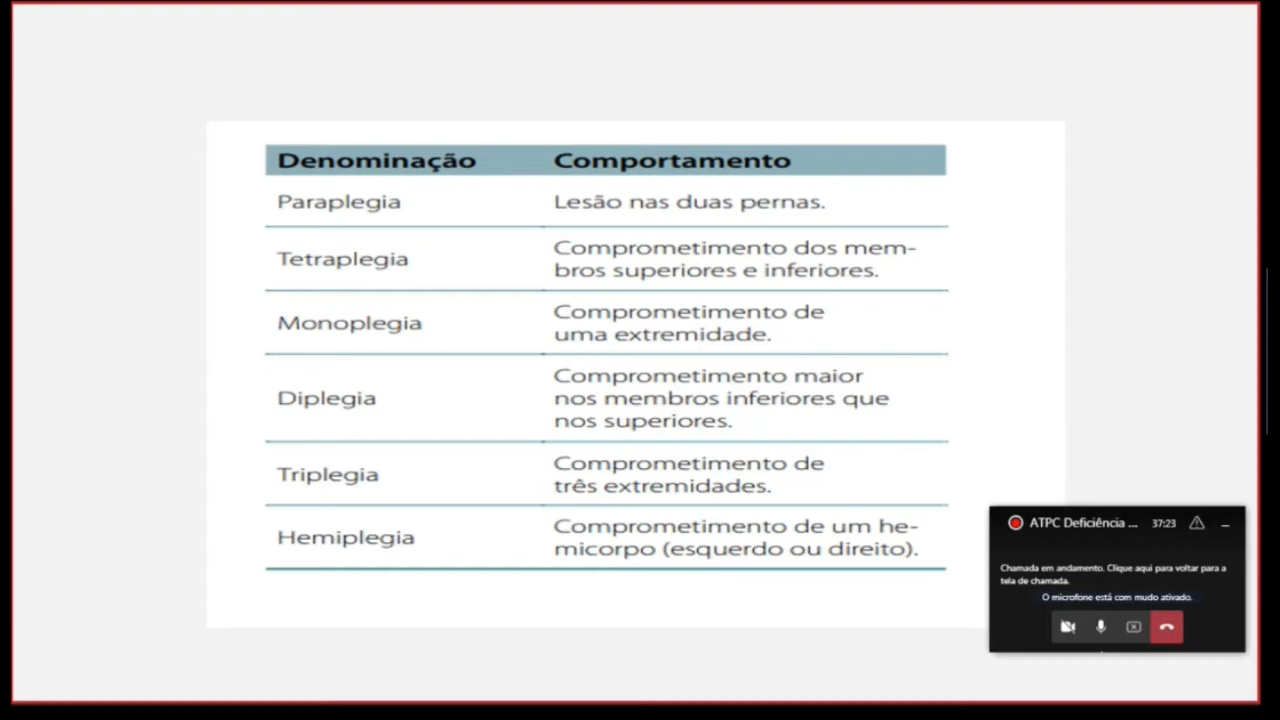 Denominação Comportamento
Paraplegia Lesão nas duas pernas.
Tetraplegia Comprometimento dos mem-
bros superiores e inferiores.
Monoplegia Comprometimento de
uma extremidade.
Diplegia Comprometimento maior
nos membros inferiores que
nos superiores.
Triplegia Comprometimento de
três extremidades.
Hemiplegia Comprometimento de um he-
micorpo (esquerdo ou direito).
ATPC Deficiência ... 37:23
Chamada em andamento. Clique aqui para voltar para a
tela de chamada.
O microfone está com mudo ativado.